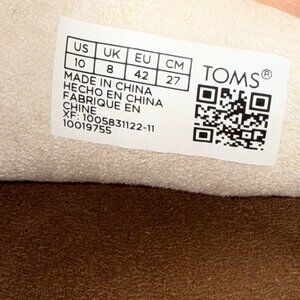 US UK EU CM
10 8 42 27
TOMS®
MADE IN CHINA
HECHO EN CHINA
FABRIQUE EN
CHINE
XF: 1005831122-11
10019755